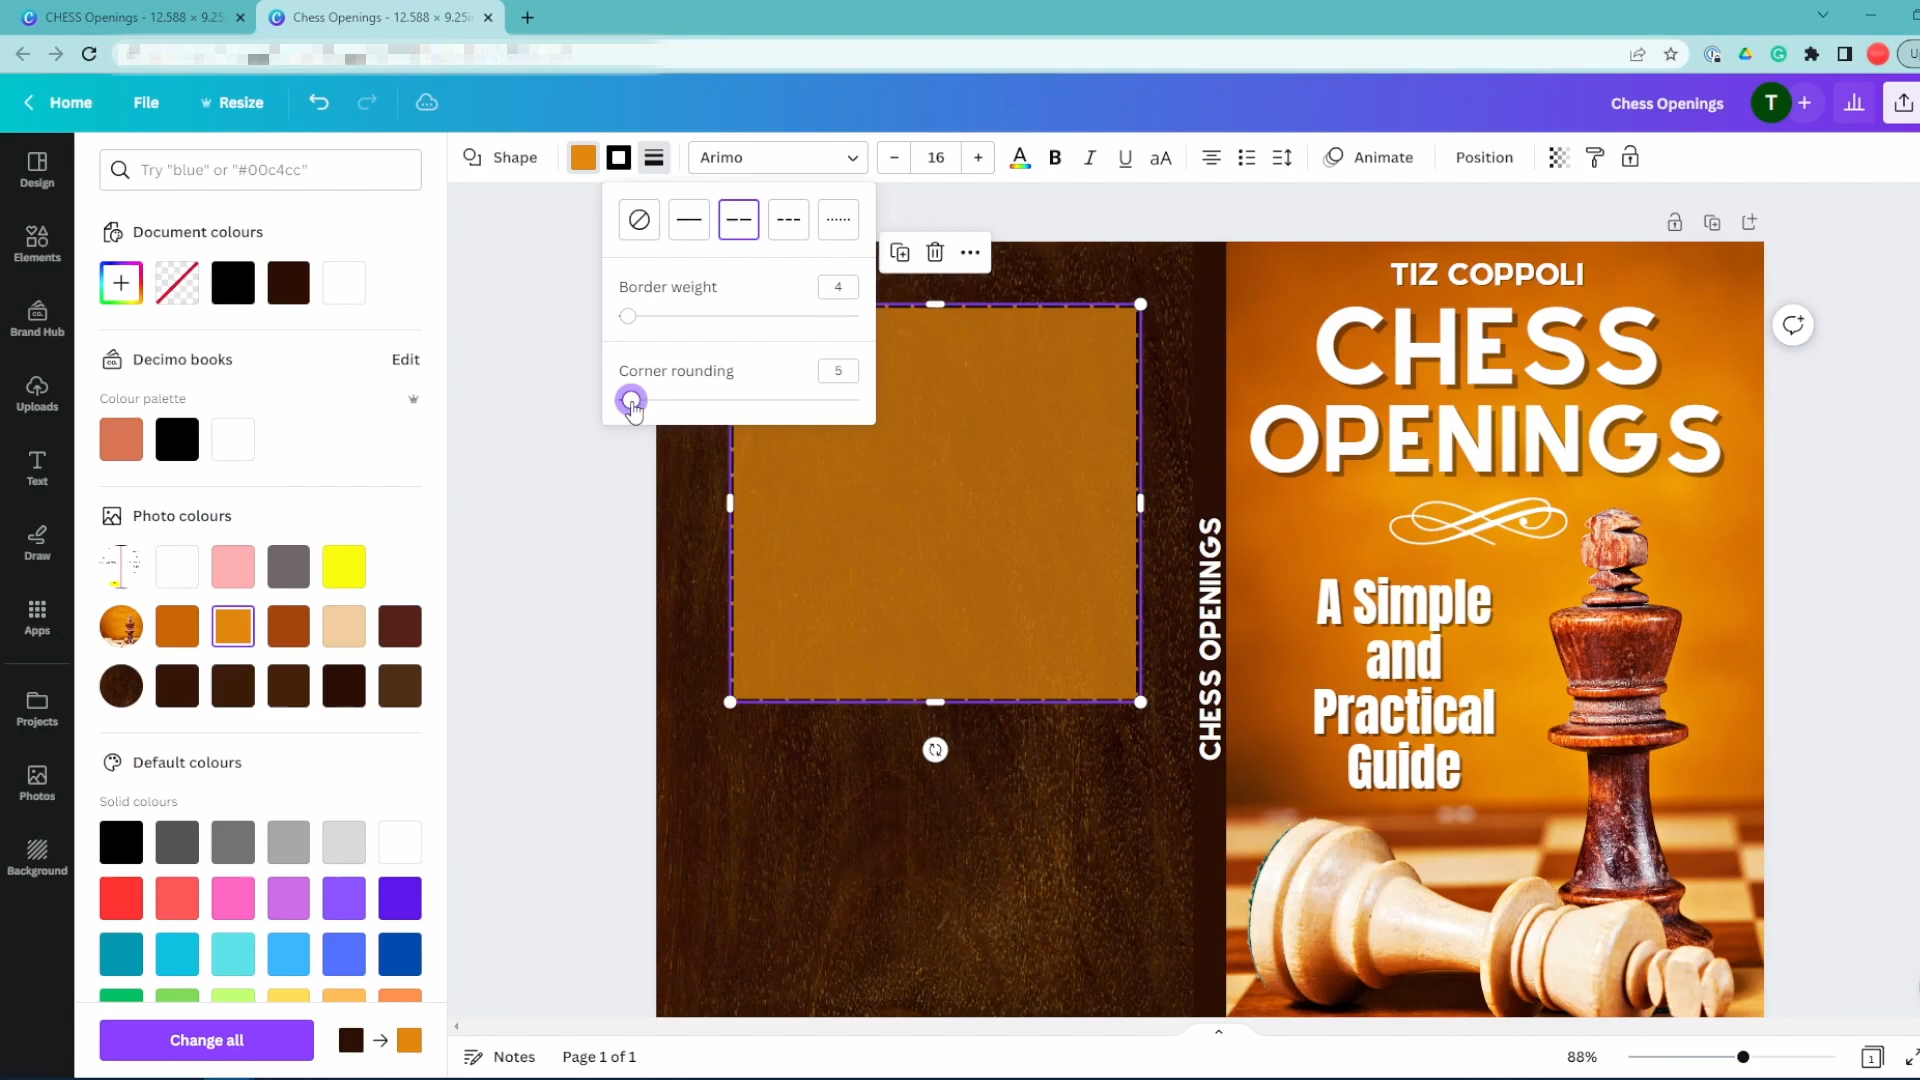 CHESS Openings - 12.588 × 9.25
Chess Openings - 12.588 × 9.25i
Home
File
Resize
Chess Openings
T
Design
Elements
Brand Hub
Uploads
Text
Draw
Apps
Projects
Photos
Background
Try "blue" or "#00c4cc"
Document colours
Decimo books
Edit
Colour palette
Photo colours
Default colours
Solid colours
Change all
Shape
Arimo
16
A
B
I
U
aA
Animate
Position
Border weight
4
Corner rounding
5
CHESS OPENINGS
TIZ COPPOLI
CHESS
OPENINGS
A Simple
and
Practical
Guide
Notes
Page 1 of 1
88%
1